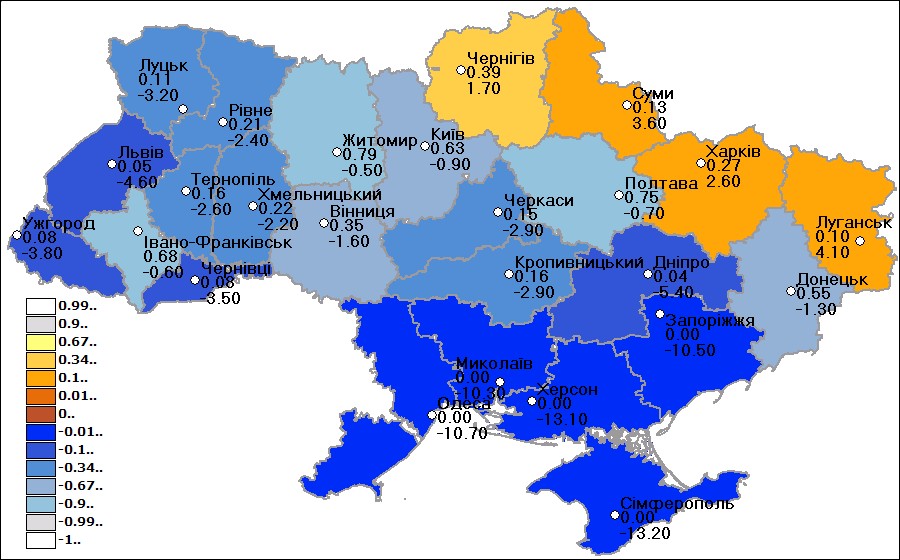 Чернігів
0.39
1.70
Луцьк
0.11
-3.20
Суми
0.13
3.60
Рівне
0.21
-2.40
Житомир
0.79
-0.50
Київ
0.63
-0.90
Львів
0.05
-4.60
Харків
0.27
2.60
Тернопіль
0.16
-2.60
Хмельницький
0.22
-2.20
Вінниця
0.35
-1.60
Черкаси
0.15
-2.90
Полтава
0.75
-0.70
Ужгород
0.08
-3.80
Івано-Франківськ
0.68
-0.60
Луганськ
0.10
4.10
Чернівці
0.08
-3.50
Кропивницький
0.16
-2.90
Дніпро
0.04
-5.40
Донецьк
0.55
-1.30
Запоріжжя
0.00
-10.50
Миколаїв
0.00
-10.30
Херсон
0.00
-13.10
Одеса
0.00
-10.70
Сімферополь
0.00
-13.20
0.99..
0.9..
0.67..
0.34..
0.1..
0.01..
0..
-0.01..
-0.1..
-0.34..
-0.67..
-0.9..
-0.99..
-1..